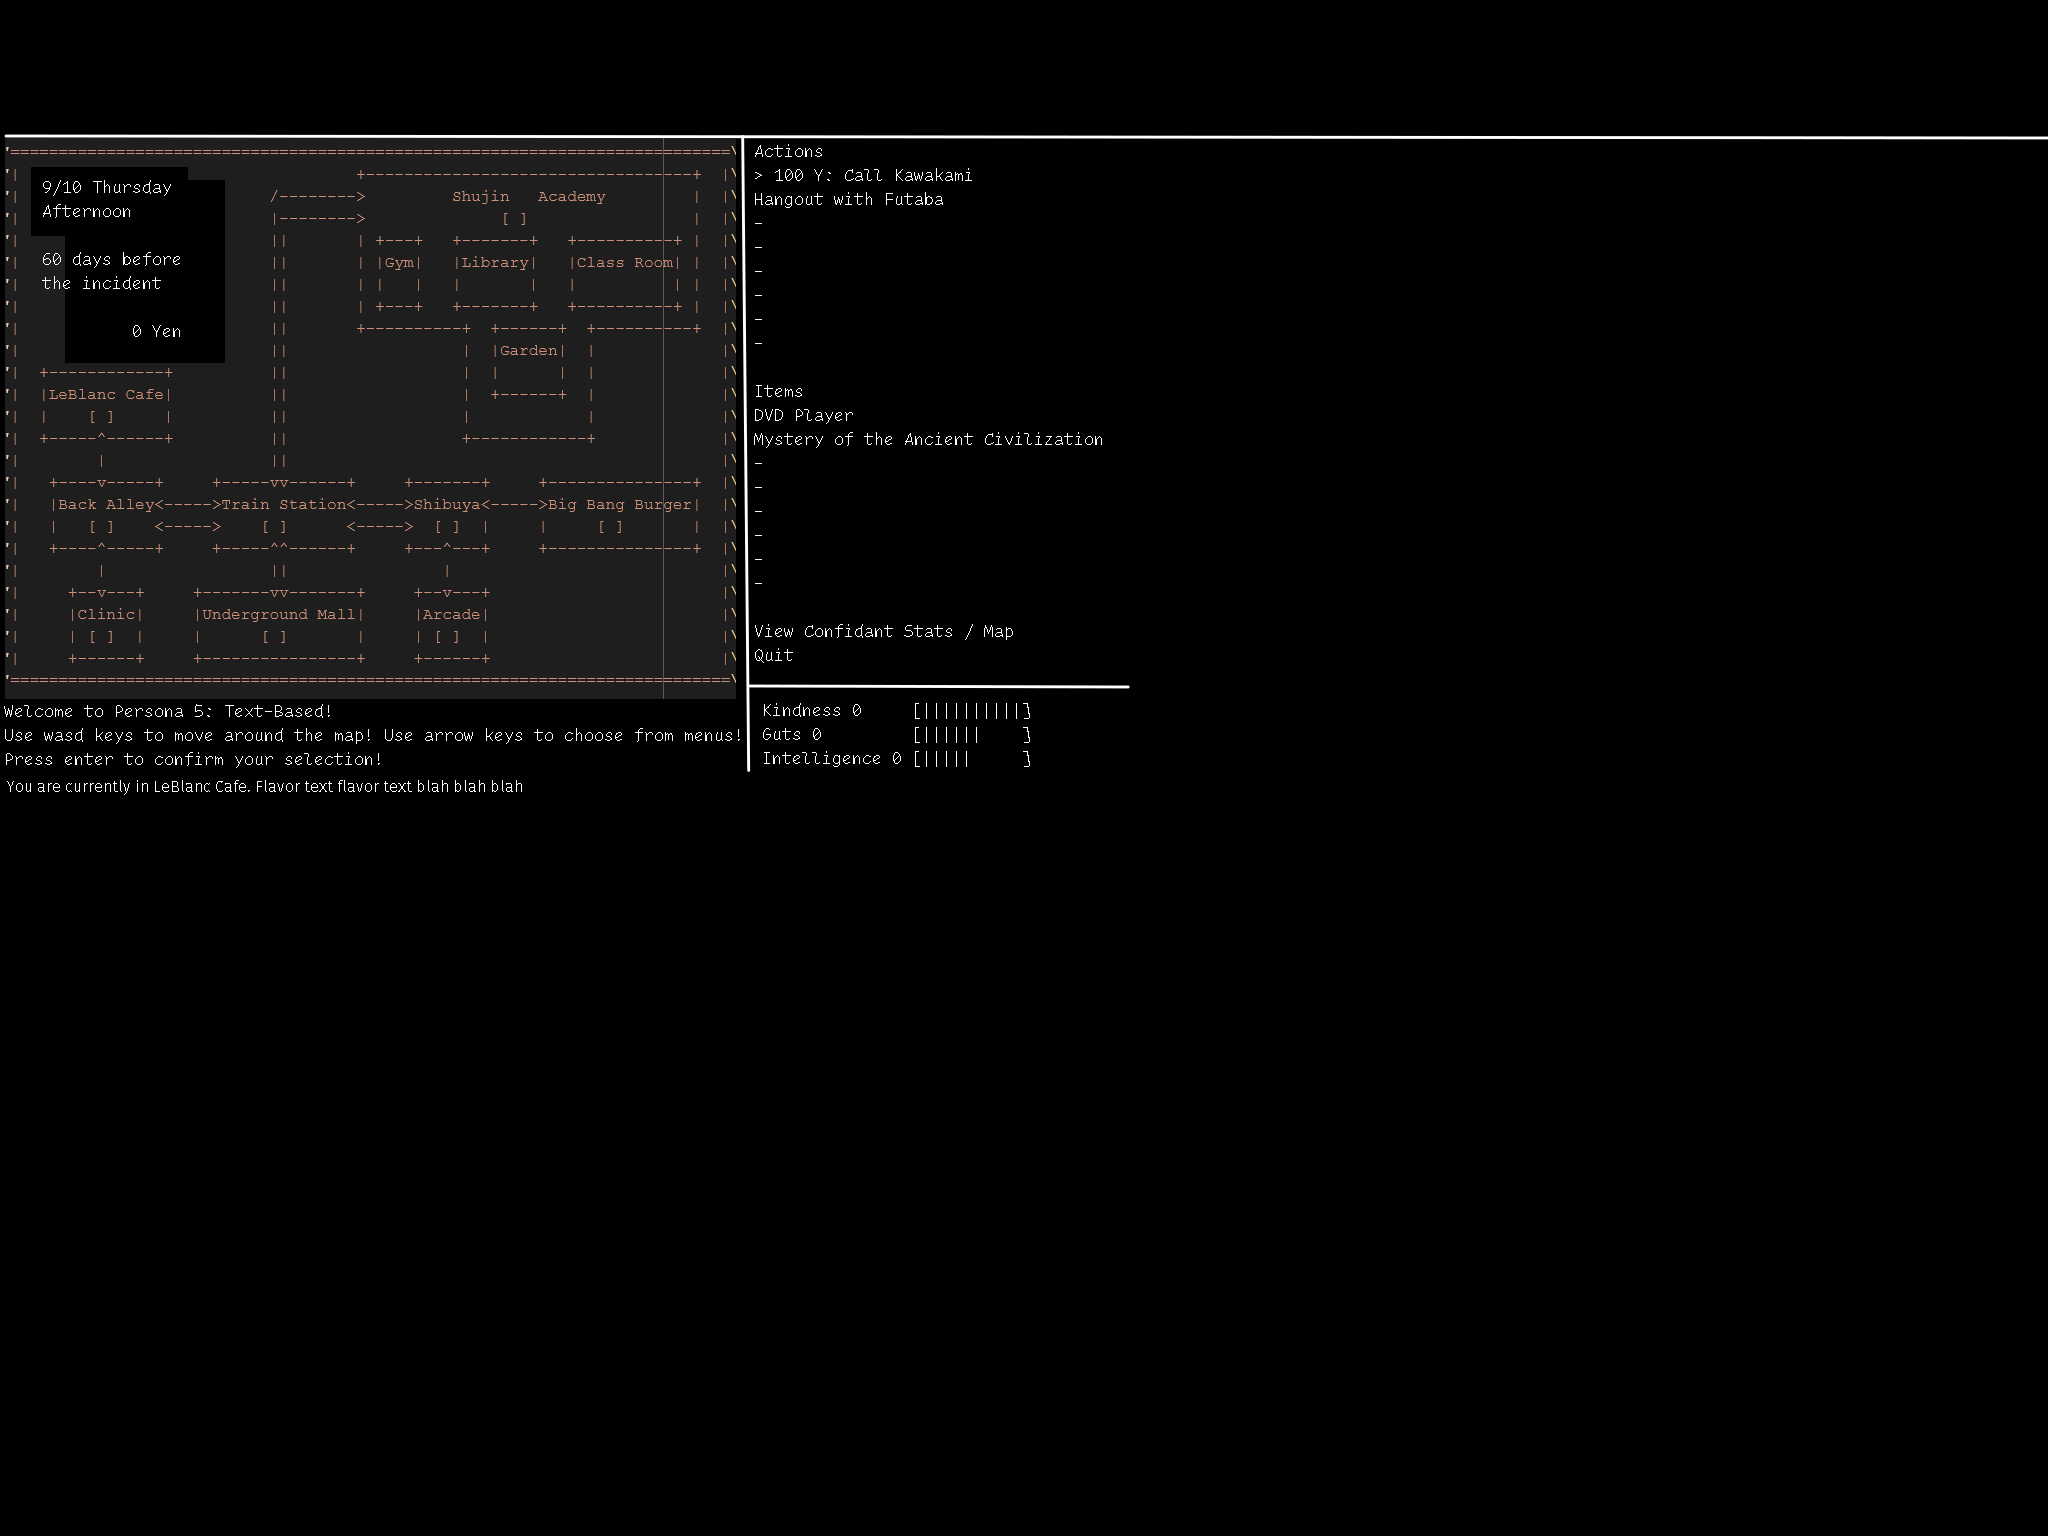 9/10 Thursday
Afternoon
60 days before
the incident
0 Yen
Shujin   Academy
[ ]
Gym
Library
Class Room
Garden
LeBlanc Cafe
[ ]
Back Alley<----->Train Station<----->Shibuya<----->Big Bang Burger
[ ]    <----->    [ ]    <----->    [ ]    [ ]
Clinic
Underground Mall
Arcade
[ ]    [ ]    [ ]
Welcome to Persona 5: Text-Based!
Use wasd keys to move around the map! Use arrow keys to choose from menus!
Press enter to confirm your selection!
You are currently in LeBlanc Cafe. Flavor text flavor text blah blah blah
Actions
> 100 Y: Call Kawakami
Hangout with Futaba
-
-
-
-
-
-
Items
DVD Player
Mystery of the Ancient Civilization
-
-
-
-
-
-
View Confidant Stats / Map
Quit
Kindness 0     [||||||||||]
Guts 0         [||||||    ]
Intelligence 0 [|||||     ]